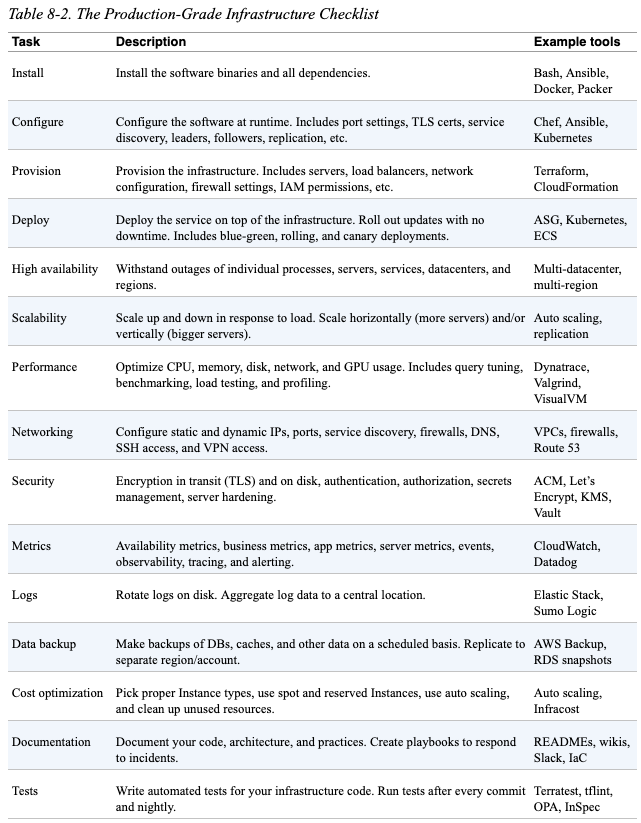 Table 8-2. The Production-Grade Infrastructure Checklist
Task Description Example tools
Install Install the software binaries and all dependencies. Bash, Ansible,
Docker, Packer
Configure Configure the software at runtime. Includes port settings, TLS certs, service Chef, Ansible,
discovery, leaders, followers, replication, etc. Kubernetes
Provision Provision the infrastructure. Includes servers, load balancers, network Terraform,
configuration, firewall settings, IAM permissions, etc. CloudFormation
Deploy Deploy the service on top of the infrastructure. Roll out updates with no ASG, Kubernetes,
downtime. Includes blue-green, rolling, and canary deployments. ECS
High availability Withstand outages of individual processes, servers, services, datacenters, and Multi-datacenter,
regions. multi-region
Scalability Scale up and down in response to load. Scale horizontally (more servers) and/or Auto scaling,
vertically (bigger servers). replication
Performance Optimize CPU, memory, disk, network, and GPU usage. Includes query tuning, Dynatrace,
benchmarking, load testing, and profiling. Valgrind,
VisualVM
Networking Configure static and dynamic IPs, ports, service discovery, firewalls, DNS, VPCs, firewalls,
SSH access, and VPN access. Route 53
Security Encryption in transit (TLS) and on disk, authentication, authorization, secrets ACM, Let’s
management, server hardening. Encrypt, KMS,
Vault
Metrics Availability metrics, business metrics, app metrics, server metrics, events, CloudWatch,
observability, tracing, and alerting. Datadog
Logs Rotate logs on disk. Aggregate log data to a central location. Elastic Stack,
Sumo Logic
Data backup Make backups of DBs, caches, and other data on a scheduled basis. Replicate to AWS Backup,
separate region/account. RDS snapshots
Cost optimization Pick proper Instance types, use spot and reserved Instances, use auto scaling, Auto scaling,
and clean up unused resources. Infracost
Documentation Document your code, architecture, and practices. Create playbooks to respond READMEs, wikis,
to incidents. Slack, IaC
Tests Write automated tests for your infrastructure code. Run tests after every commit Terratest, tflint,
and nightly. OPA, InSpec